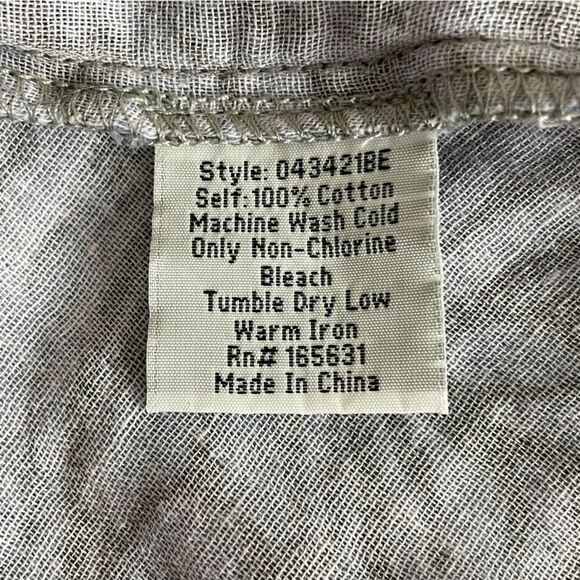 Style: 043421BE
Self:100% Cotton
Machine Wash Cold
Only Non-Chlorine
Bleach
Tumble Dry Low
Warm Iron
Rn# 165631
Made In China